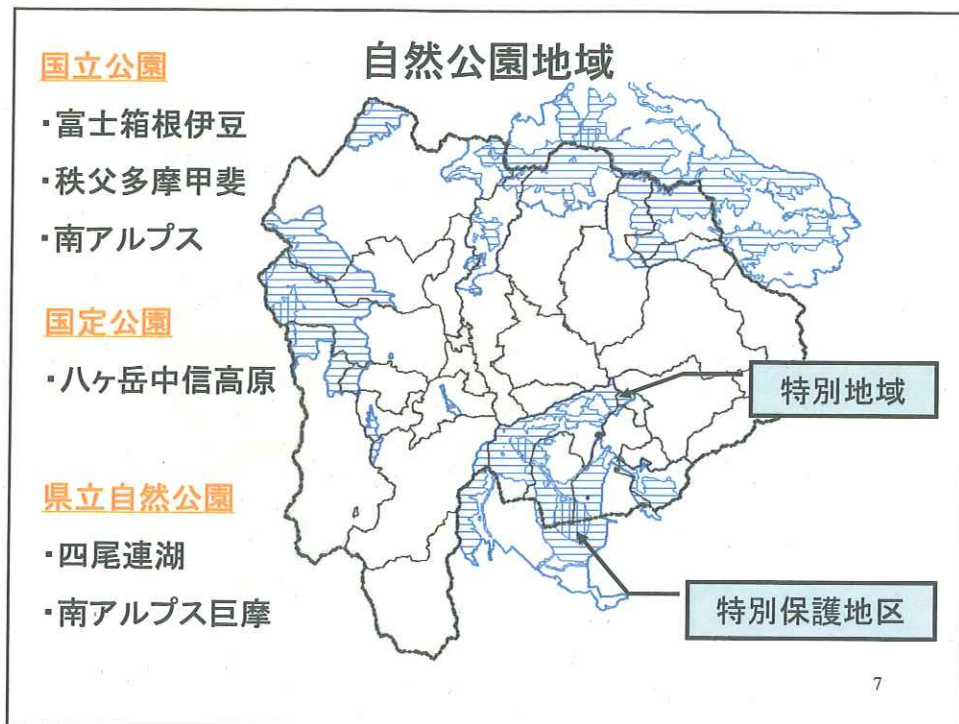 自然公園地域
国立公園
・富士箱根伊豆
・秩父多摩甲斐
・南アルプス
国定公園
・八ヶ岳中信高原
県立自然公園
・四尾連湖
・南アルプス巨摩
特別地域
特別保護地区
7